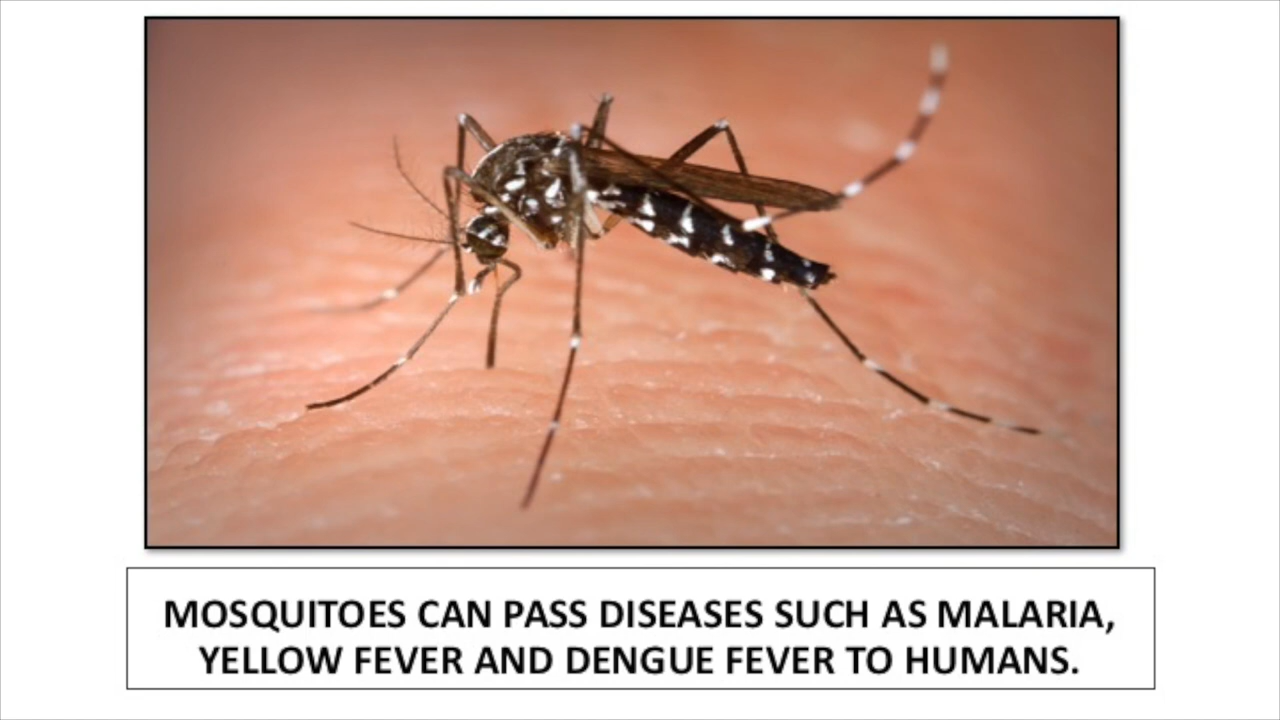 MOSQUITOES CAN PASS DISEASES SUCH AS MALARIA,
YELLOW FEVER AND DENGUE FEVER TO HUMANS.